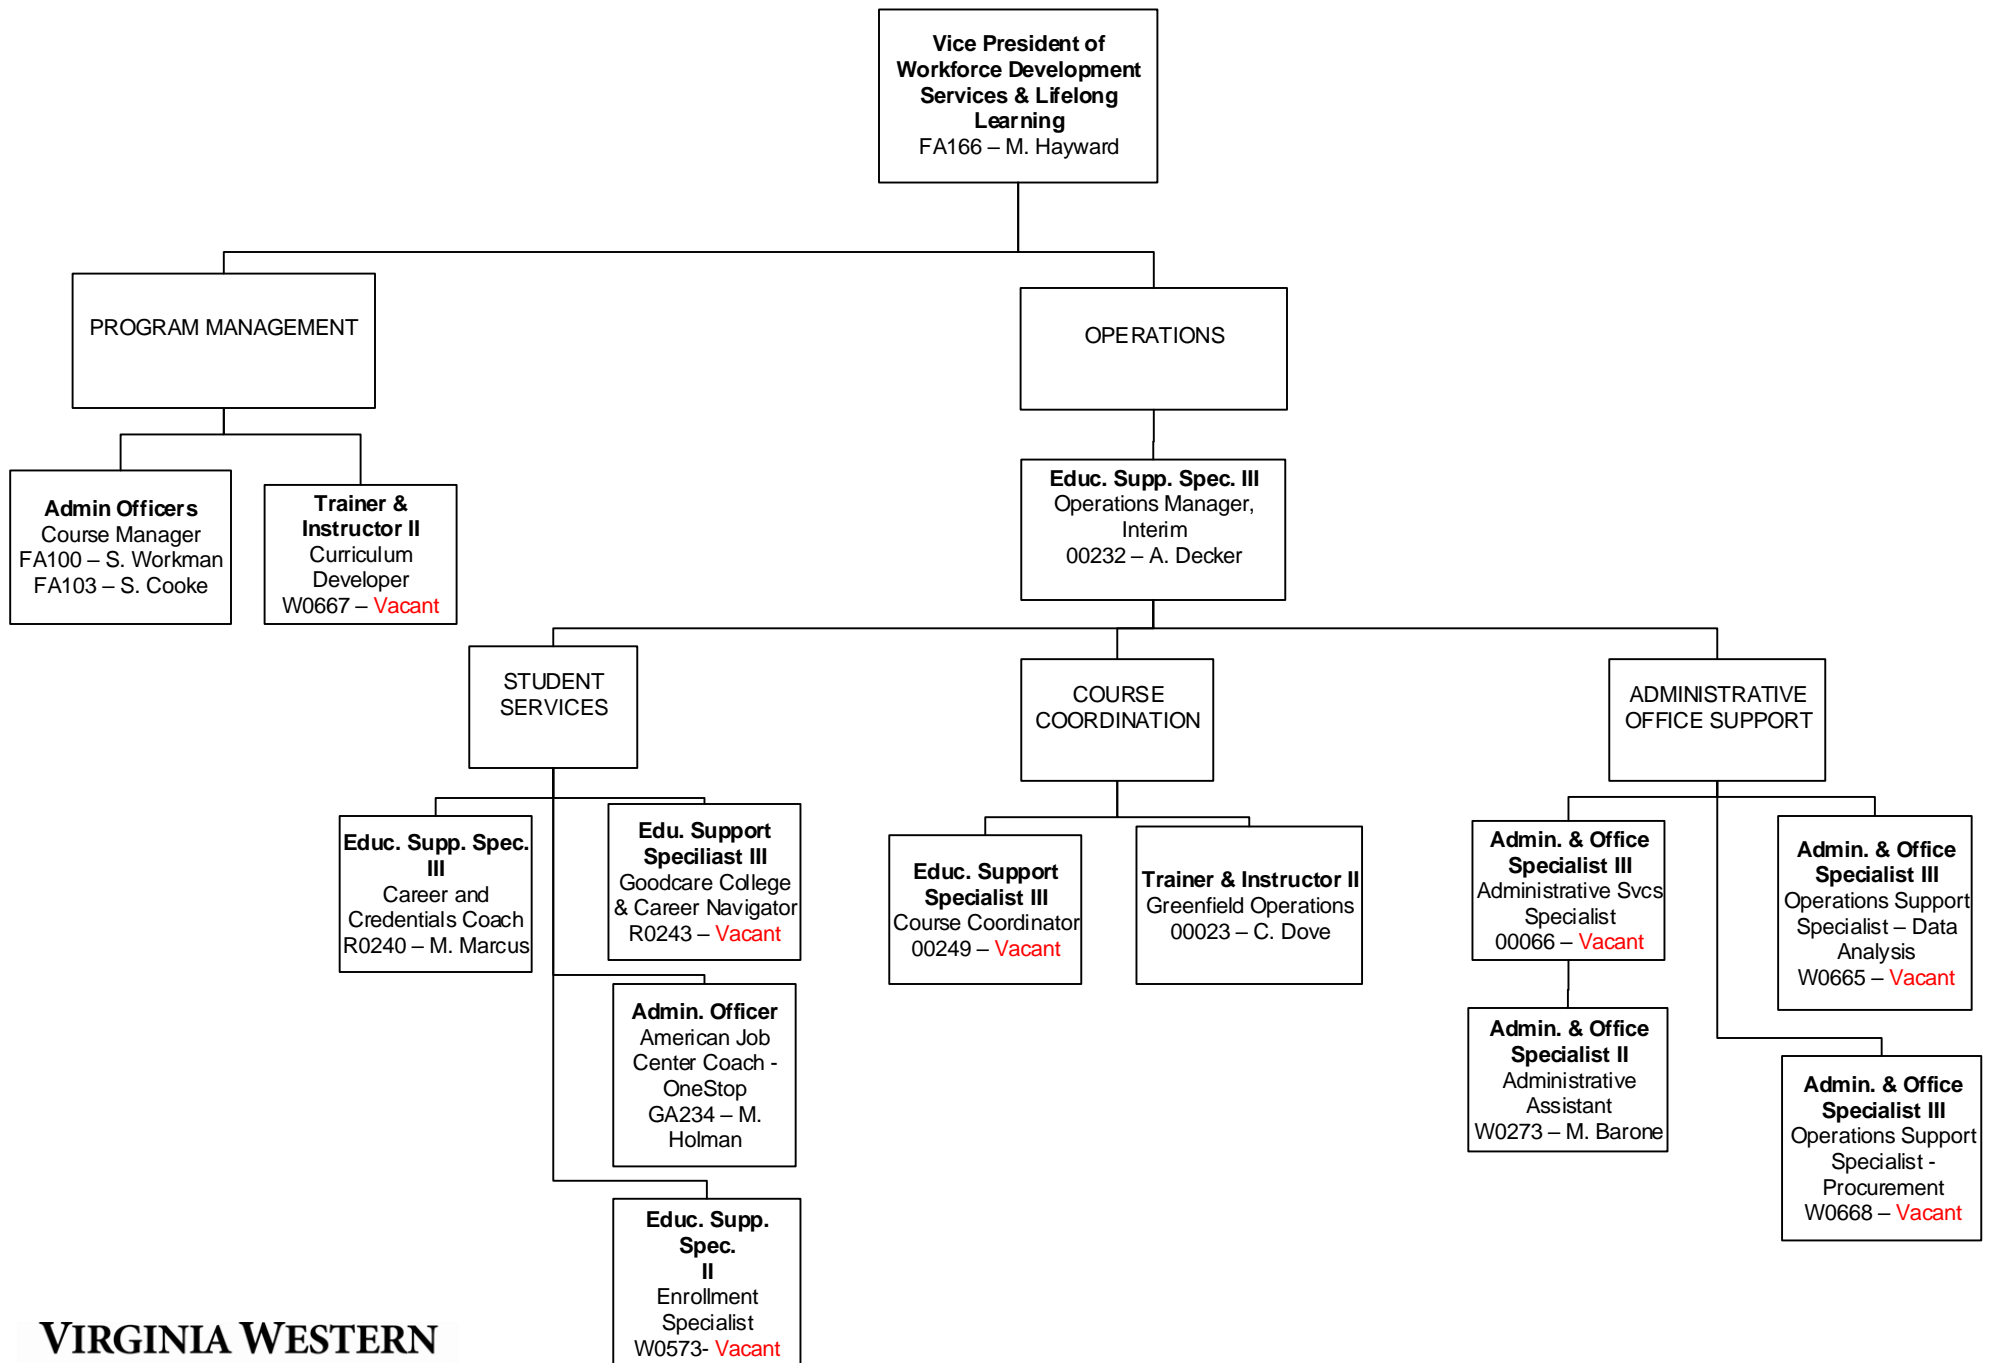 Vice President of
Workforce Development
Services & Lifelong
Learning
FA166 – M. Hayward
PROGRAM MANAGEMENT
OPERATIONS
Admin Officers
Course Manager
FA100 – S. Workman
FA103 – S. Cooke
Trainer &
Instructor II
Curriculum
Developer
W0667 – Vacant
Educ. Supp. Spec. III
Operations Manager,
Interim
00232 – A. Decker
STUDENT
SERVICES
COURSE
COORDINATION
ADMINISTRATIVE
OFFICE SUPPORT
Educ. Supp. Spec.
III
Career and
Credentials Coach
R0240 – M. Marcus
Edu. Support
Speciliast III
Goodcare College
& Career Navigator
R0243 – Vacant
Admin. Officer
American Job
Center Coach -
OneStop
GA234 – M.
Holman
Educ. Supp.
Spec.
II
Enrollment
Specialist
W0573- Vacant
Educ. Support
Specialist III
Course Coordinator
00249 – Vacant
Trainer & Instructor II
Greenfield Operations
00023 – C. Dove
Admin. & Office
Specialist III
Administrative Svcs
Specialist
00066 – Vacant
Admin. & Office
Specialist II
Administrative
Assistant
W0273 – M. Barone
Admin. & Office
Specialist III
Operations Support
Specialist – Data
Analysis
W0665 – Vacant
Admin. & Office
Specialist III
Operations Support
Specialist -
Procurement
W0668 – Vacant
VIRGINIA WESTERN